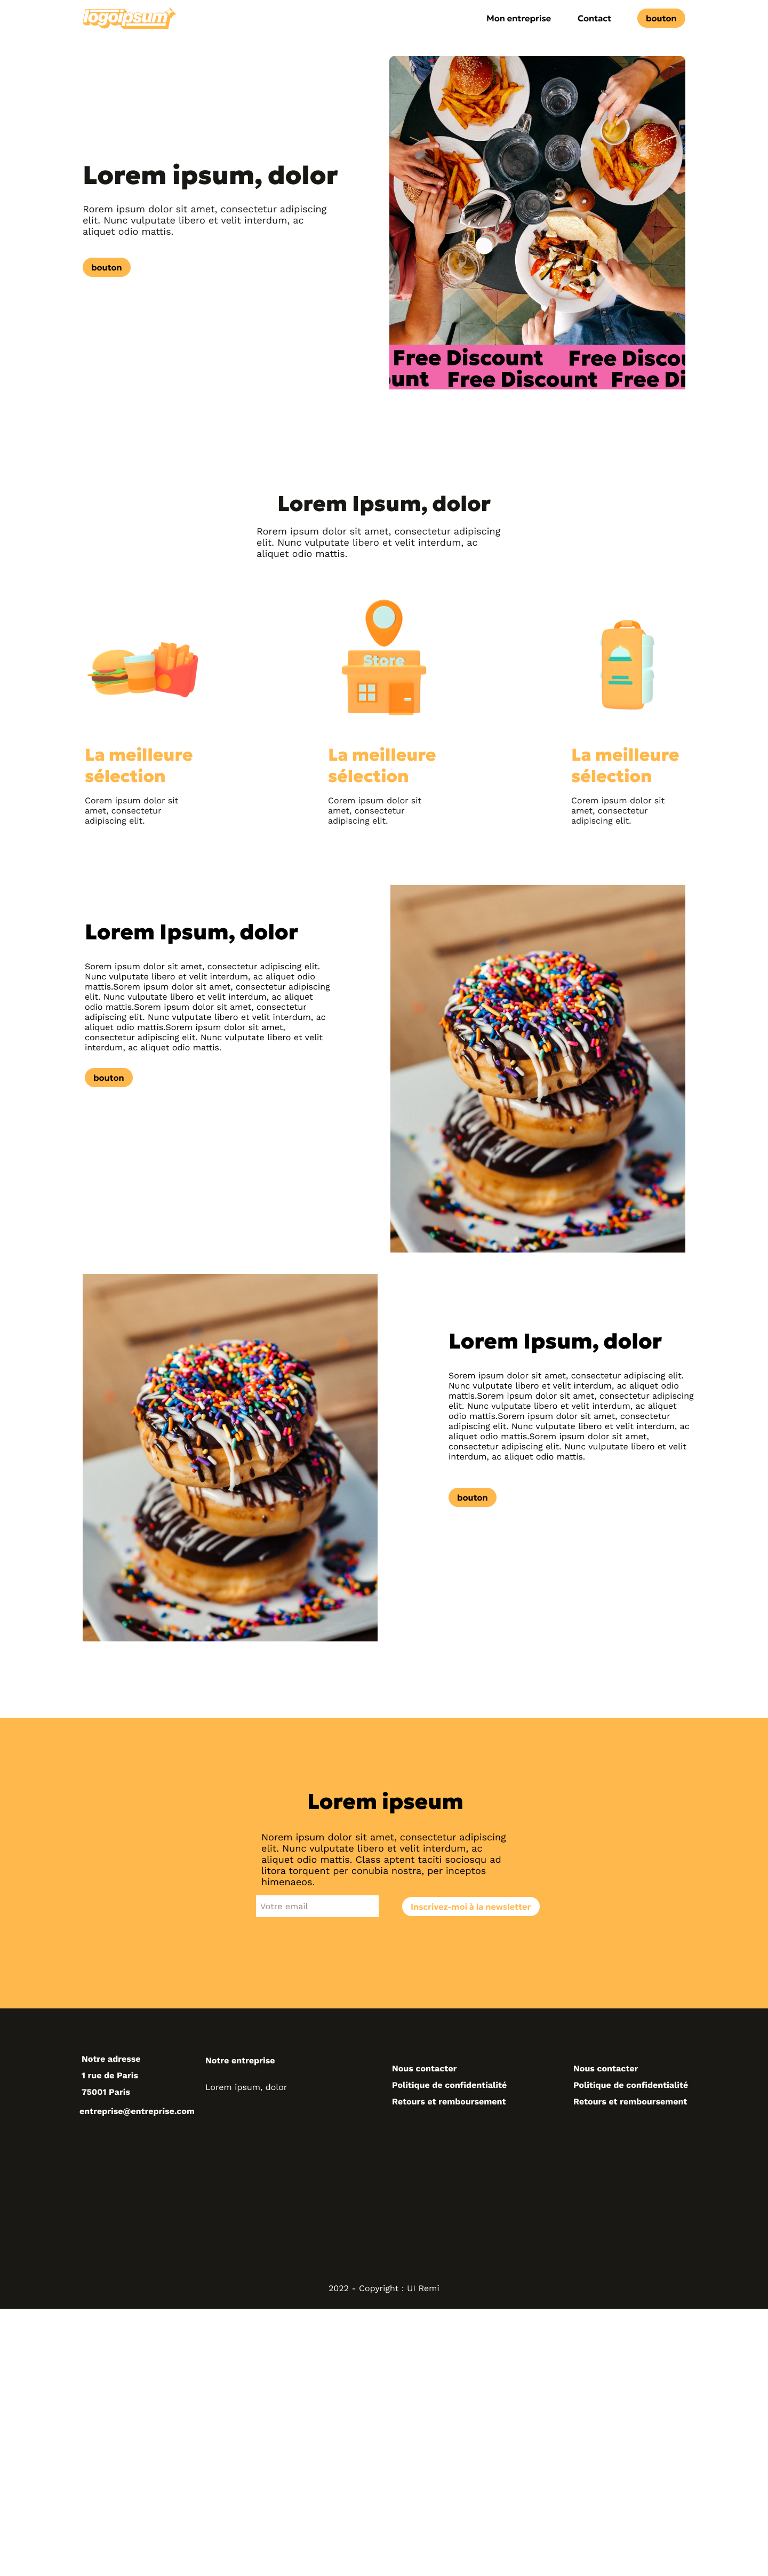 logoipsum
Mon entreprise
Contact
bouton
Lorem ipsum, dolor
Rorem ipsum dolor sit amet, consectetur adipiscing
elit. Nunc vulputate libero et velit interdum, ac
aliquet odio mattis.
bouton
Free Discount Free Discou
unt Free Discount Free Di
Lorem Ipsum, dolor
Rorem ipsum dolor sit amet, consectetur adipiscing
elit. Nunc vulputate libero et velit interdum, ac
aliquet odio mattis.
Store
La meilleure
sélection
Corem ipsum dolor sit
amet, consectetur
adipiscing elit.
La meilleure
sélection
Corem ipsum dolor sit
amet, consectetur
adipiscing elit.
La meilleure
sélection
Corem ipsum dolor sit
amet, consectetur
adipiscing elit.
Lorem Ipsum, dolor
Sorem ipsum dolor sit amet, consectetur adipiscing elit.
Nunc vulputate libero et velit interdum, ac aliquet odio
mattis.Sorem ipsum dolor sit amet, consectetur adipiscing
elit. Nunc vulputate libero et velit interdum, ac aliquet
odio mattis.Sorem ipsum dolor sit amet, consectetur
adipiscing elit. Nunc vulputate libero et velit interdum, ac
aliquet odio mattis.Sorem ipsum dolor sit amet,
consectetur adipiscing elit. Nunc vulputate libero et velit
interdum, ac aliquet odio mattis.
bouton
Lorem Ipsum, dolor
Sorem ipsum dolor sit amet, consectetur adipiscing elit.
Nunc vulputate libero et velit interdum, ac aliquet odio
mattis.Sorem ipsum dolor sit amet, consectetur adipiscing
elit. Nunc vulputate libero et velit interdum, ac aliquet
odio mattis.Sorem ipsum dolor sit amet, consectetur
adipiscing elit. Nunc vulputate libero et velit interdum, ac
aliquet odio mattis.Sorem ipsum dolor sit amet,
consectetur adipiscing elit. Nunc vulputate libero et velit
interdum, ac aliquet odio mattis.
bouton
Lorem ipseum
Norem ipsum dolor sit amet, consectetur adipiscing
elit. Nunc vulputate libero et velit interdum, ac
aliquet odio mattis. Class aptent taciti sociosqu ad
litora torquent per conubia nostra, per inceptos
himenaeos.
Votre email
Inscrivez-moi à la newsletter
Notre adresse
1 rue de Paris
75001 Paris
entreprise@entreprise.com
Notre entreprise
Lorem ipsum, dolor
Nous contacter
Politique de confidentialité
Retours et remboursement
Nous contacter
Politique de confidentialité
Retours et remboursement
2022 - Copyright : UI Remi